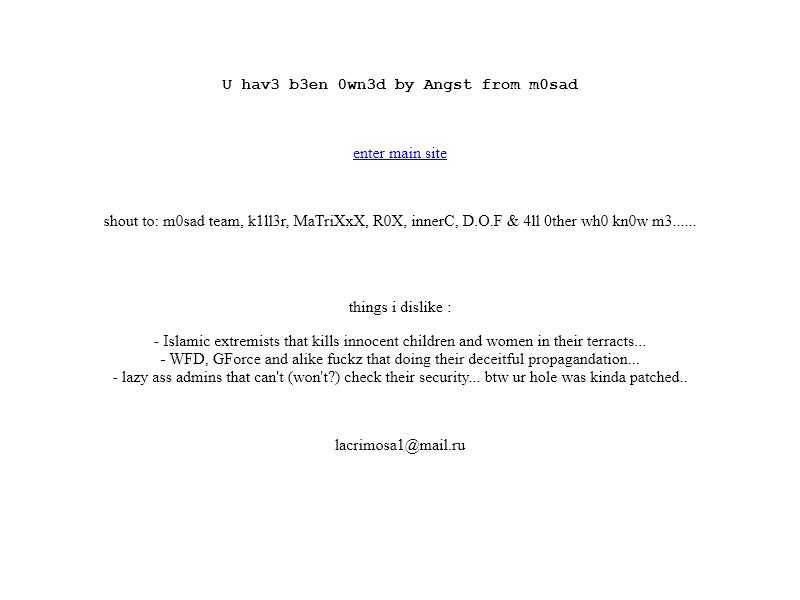 U hav3 b3en 0wn3d by Angst from m0sad
enter main site
shout to: m0sad team, k1ll3r, MaTriXxX, R0X, innerC, D.O.F & 4ll 0ther wh0 kn0w m3......
things i dislike :
- Islamic extremists that kills innocent children and women in their terracts...
- WFD, GForce and alike fuckz that doing their deceitful propagandation...
- lazy ass admins that can't (won't?) check their security... btw ur hole was kinda patched..
lacrimosa1@mail.ru